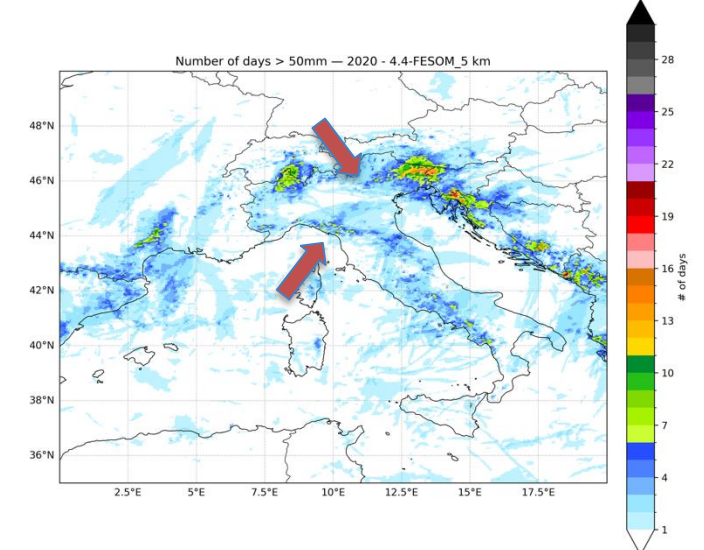 Number of days > 50mm — 2020 - 4.4-FESOM_5 km
48°N
46°N
44°N
42°N
40°N
38°N
36°N
2.5°E 5°E 7.5°E 10°E 12.5°E 15°E 17.5°E
28
25
22
19
16
13
10
7
4
1
# of days